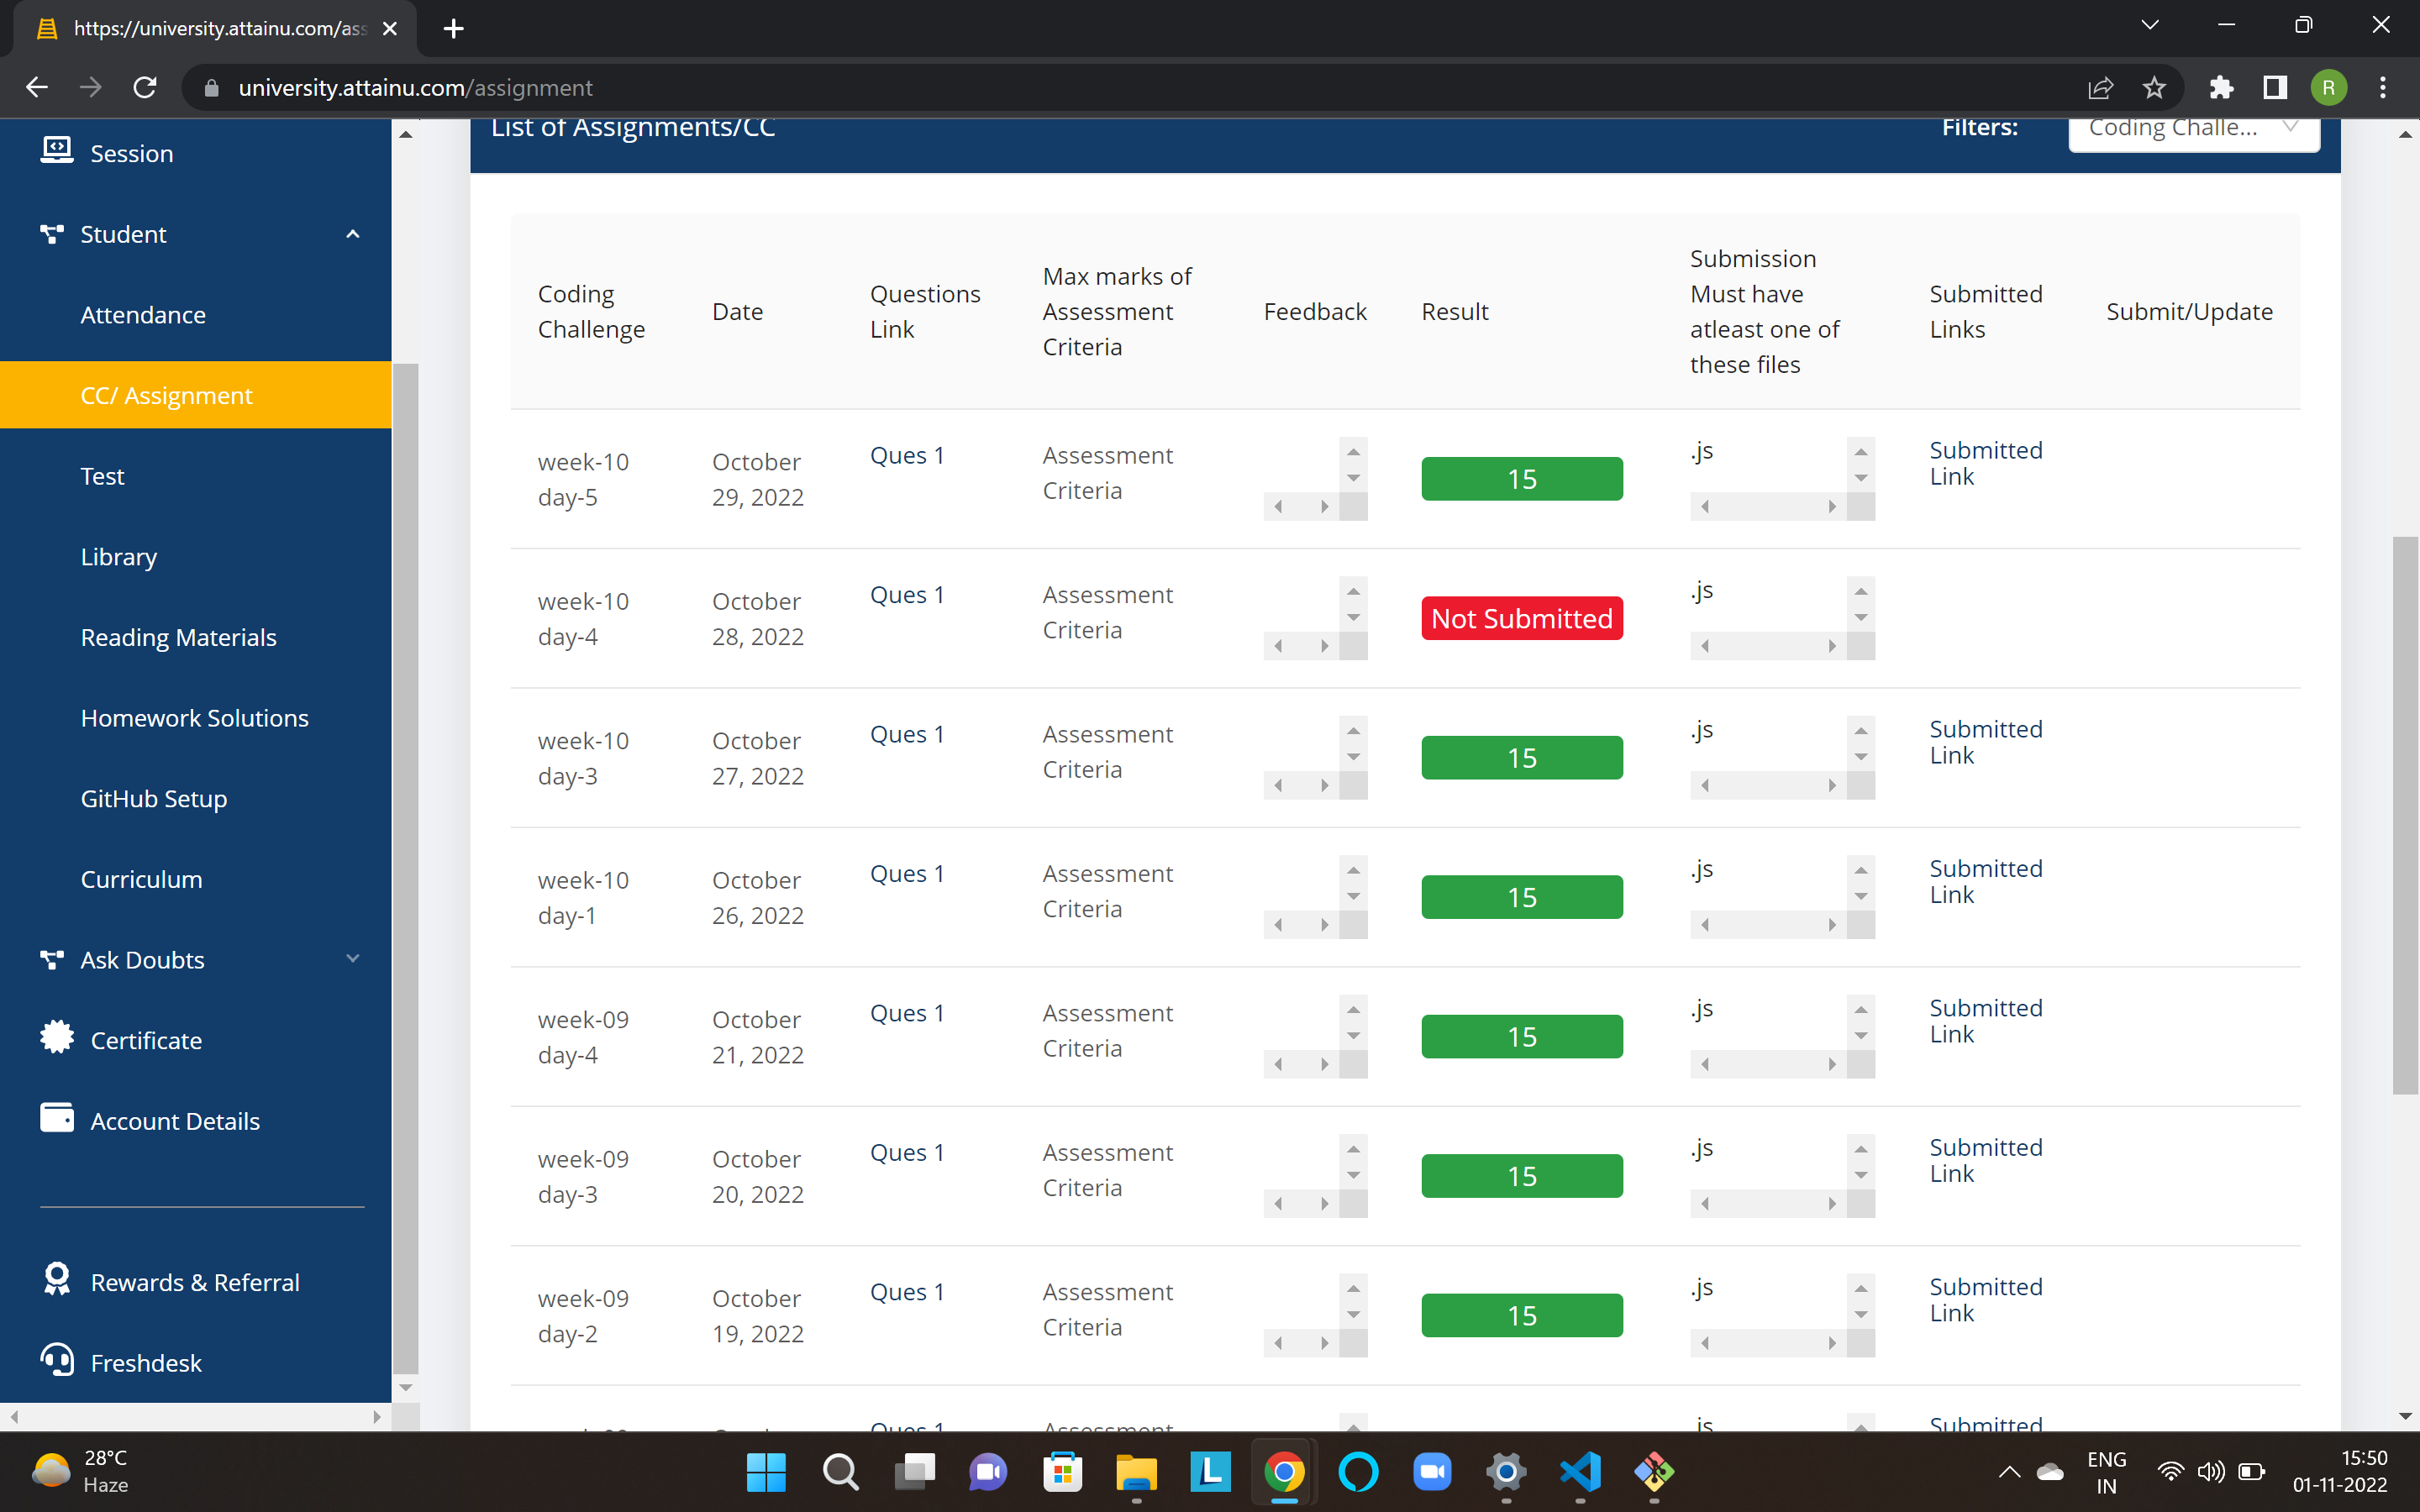 https://university.attainu.com/ass
university.attainu.com/assignment
R
Session
Student
Attendance
CC/ Assignment
Test
Library
Reading Materials
Homework Solutions
GitHub Setup
Curriculum
Ask Doubts
Certificate
Account Details
Rewards & Referral
Freshdesk
List of Assignments/CC
Filters:
Coding Challe...
Coding
Challenge
Date
Questions
Link
Max marks of
Assessment
Criteria
Feedback
Result
Submission
Must have
atleast one of
these files
Submitted
Links
Submit/Update
week-10
day-5
October
29, 2022
Ques 1
Assessment
Criteria
15
.js
Submitted
Link
week-10
day-4
October
28, 2022
Ques 1
Assessment
Criteria
Not Submitted
.js
week-10
day-3
October
27, 2022
Ques 1
Assessment
Criteria
15
.js
Submitted
Link
week-10
day-1
October
26, 2022
Ques 1
Assessment
Criteria
15
.js
Submitted
Link
week-09
day-4
October
21, 2022
Ques 1
Assessment
Criteria
15
.js
Submitted
Link
week-09
day-3
October
20, 2022
Ques 1
Assessment
Criteria
15
.js
Submitted
Link
week-09
day-2
October
19, 2022
Ques 1
Assessment
Criteria
15
.js
Submitted
Link
Ques 1
Assessment
.js
Submitted
28°C
Haze
L
ENG
IN
15:50
01-11-2022